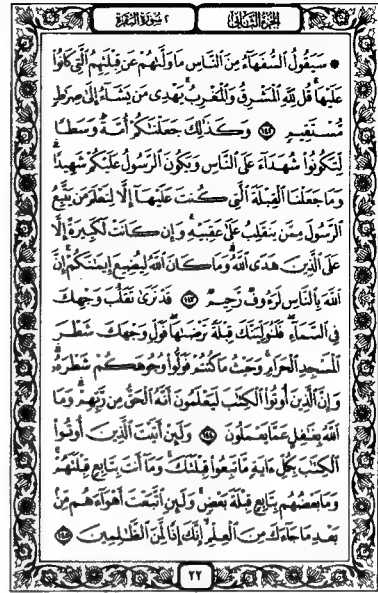 الجزء الثاني
٢ سورة البقرة
۞ سَيَقُولُ ٱلسُّفَهَآءُ مِنَ ٱلنَّاسِ مَا وَلَّىٰهُمْ عَن قِبْلَتِهِمُ ٱلَّتِى كَانُوا۟
عَلَيْهَا ۚ قُل لِّلَّهِ ٱلْمَشْرِقُ وَٱلْمَغْرِبُ ۚ يَهْدِى مَن يَشَآءُ إِلَىٰ صِرَٰطٍ
مُّسْتَقِيمٍ ١٤٢ وَكَذَٰلِكَ جَعَلْنَٰكُمْ أُمَّةً وَسَطًا
لِّتَكُونُوا۟ شُهَدَآءَ عَلَى ٱلنَّاسِ وَيَكُونَ ٱلرَّسُولُ عَلَيْكُمْ شَهِيدًا ۗ
وَمَا جَعَلْنَا ٱلْقِبْلَةَ ٱلَّتِى كُنتَ عَلَيْهَآ إِلَّا لِنَعْلَمَ مَن يَتَّبِعُ
ٱلرَّسُولَ مِمَّن يَنقَلِبُ عَلَىٰ عَقِبَيْهِ ۚ وَإِن كَانَتْ لَكَبِيرَةً إِلَّا
عَلَى ٱلَّذِينَ هَدَى ٱللَّهُ ۗ وَمَا كَانَ ٱللَّهُ لِيُضِيعَ إِيمَٰنَكُمْ ۚ إِنَّ
ٱللَّهَ بِٱلنَّاسِ لَرَءُوفٌ رَّحِيمٌ ١٤٣ قَدْ نَرَىٰ تَقَلُّبَ وَجْهِكَ
فِى ٱلسَّمَآءِ ۖ فَلَنُوَلِّيَنَّكَ قِبْلَةً تَرْضَىٰهَا ۚ فَوَلِّ وَجْهَكَ شَطْرَ
ٱلْمَسْجِدِ ٱلْحَرَامِ ۚ وَحَيْثُ مَا كُنتُمْ فَوَلُّوا۟ وُجُوهَكُمْ شَطْرَهُۥ ۗ
وَإِنَّ ٱلَّذِينَ أُوتُوا۟ ٱلْكِتَٰبَ لَيَعْلَمُونَ أَنَّهُ ٱلْحَقُّ مِن رَّبِّهِمْ ۗ وَمَا
ٱللَّهُ بِغَٰفِلٍ عَمَّا يَعْمَلُونَ ١٤٤ وَلَئِنْ أَتَيْتَ ٱلَّذِينَ أُوتُوا۟
ٱلْكِتَٰبَ بِكُلِّ ءَايَةٍ مَّا تَبِعُوا۟ قِبْلَتَكَ ۚ وَمَآ أَنتَ بِتَابِعٍ قِبْلَتَهُمْ ۚ
وَمَا بَعْضُهُم بِتَابِعٍ قِبْلَةَ بَعْضٍ ۚ وَلَئِنِ ٱتَّبَعْتَ أَهْوَآءَهُم مِّنۢ
بَعْدِ مَا جَآءَكَ مِنَ ٱلْعِلْمِ ۙ إِنَّكَ إِذًا لَّمِنَ ٱلظَّٰلِمِينَ ١٤٥
٢٢